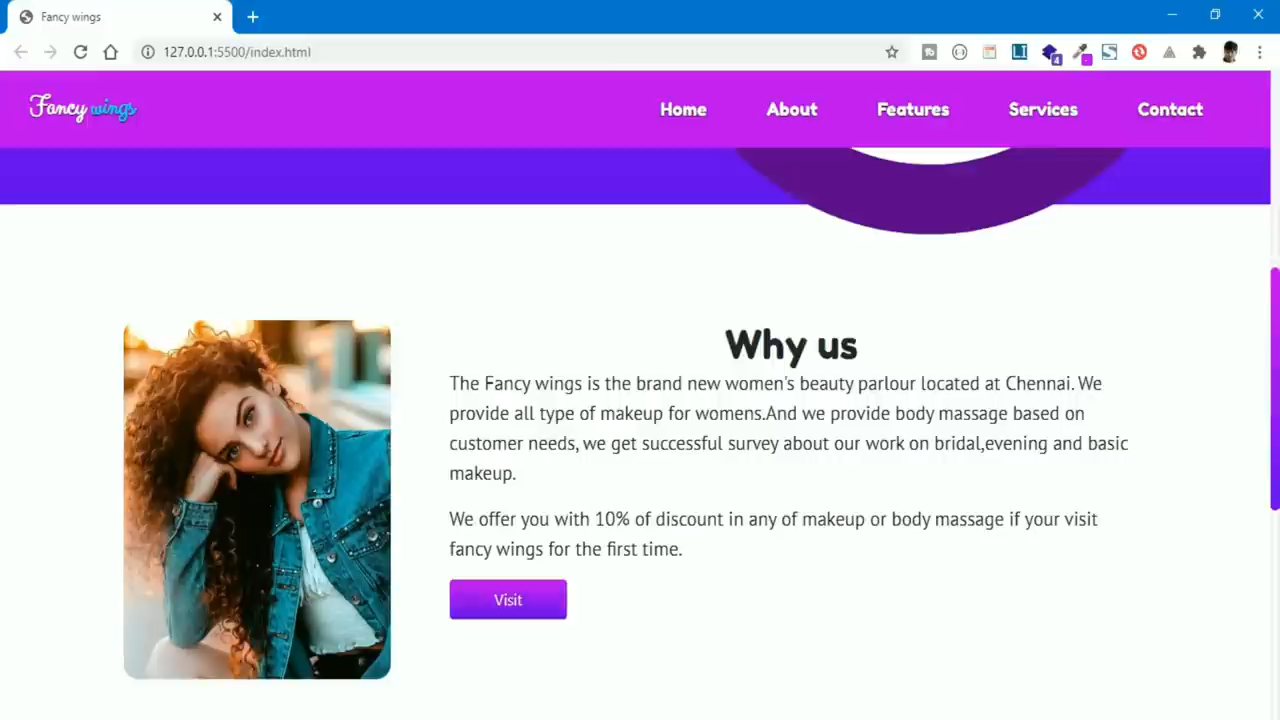 Fancy wings
127.0.0.1:5500/index.html
4
Fancy wings
Home About Features Services Contact
Why us
The Fancy wings is the brand new women's beauty parlour located at Chennai. We
provide all type of makeup for womens.And we provide body massage based on
customer needs, we get successful survey about our work on bridal,evening and basic
makeup.
We offer you with 10% of discount in any of makeup or body massage if your visit
fancy wings for the first time.
Visit